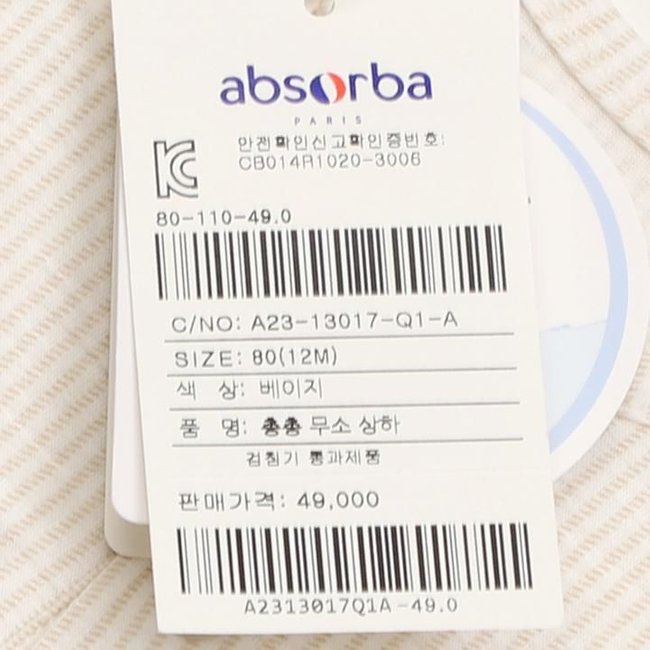 absorba
PARIS
안전확인신고확인증번호:
CB014R1020-3006
80-110-49.0
C/NO: A23-13017-Q1-A
SIZE: 80(12M)
색 상: 베이지
품 명: 총총 무소 상하
검침기 통과제품
판매가격: 49,000
A2313017Q1A-49.0